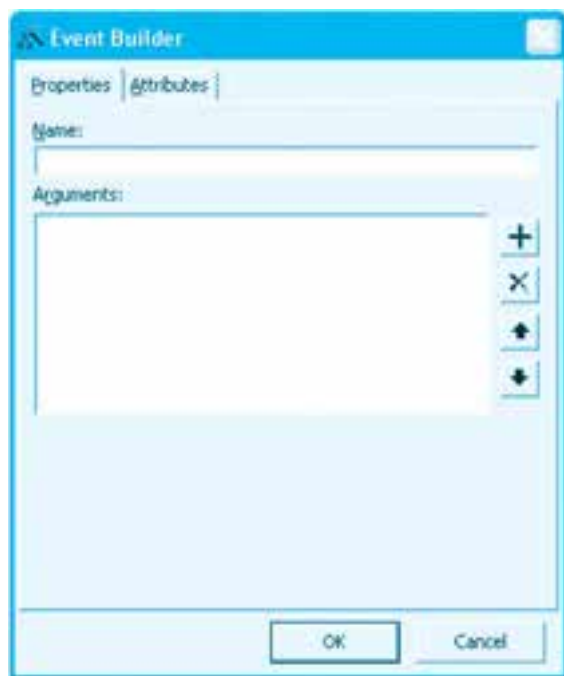 Event Builder
Properties Attributes
Name:
Arguments:
OK Cancel